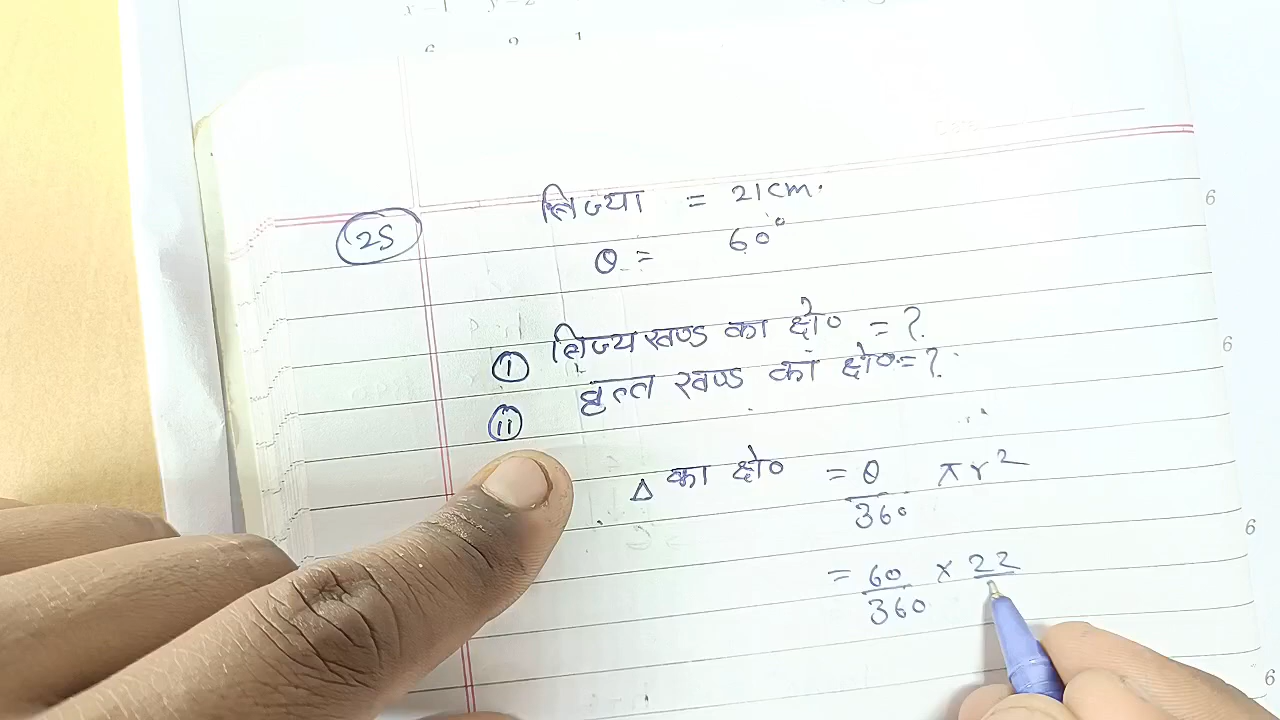 25
त्रिज्या = 21cm.
θ = 60°
(i) त्रिज्यखण्ड का क्षे० = ?
(ii) वृत्त खण्ड का क्षे० = ?
Δ का क्षे० = θ/360 πr²
= 60/360 × 22/